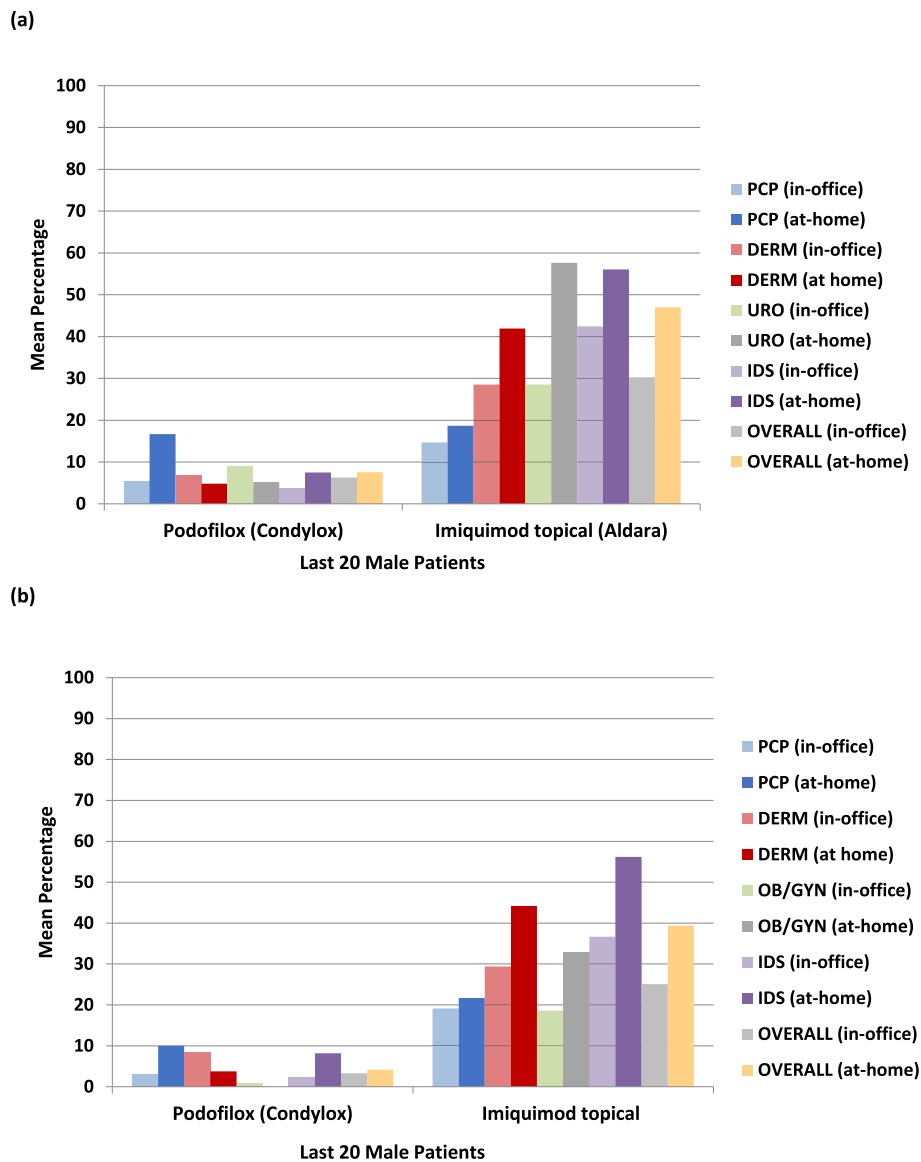 (a)
Mean Percentage
100
90
80
70
60
50
40
30
20
10
0
Podofilox (Condylox)
Imiquimod topical (Aldara)
Last 20 Male Patients
PCP (in-office)
PCP (at-home)
DERM (in-office)
DERM (at home)
URO (in-office)
URO (at-home)
IDS (in-office)
IDS (at-home)
OVERALL (in-office)
OVERALL (at-home)
(b)
Mean Percentage
100
90
80
70
60
50
40
30
20
10
0
Podofilox (Condylox)
Imiquimod topical
Last 20 Male Patients
PCP (in-office)
PCP (at-home)
DERM (in-office)
DERM (at home)
OB/GYN (in-office)
OB/GYN (at-home)
IDS (in-office)
IDS (at-home)
OVERALL (in-office)
OVERALL (at-home)